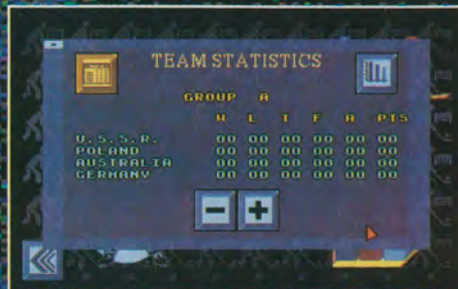 TEAM STATISTICS
GROUP A
W L T F A PTS
U.S.S.R. 00 00 00 00 00 00
POLAND 00 00 00 00 00 00
AUSTRALIA 00 00 00 00 00 00
GERMANY 00 00 00 00 00 00